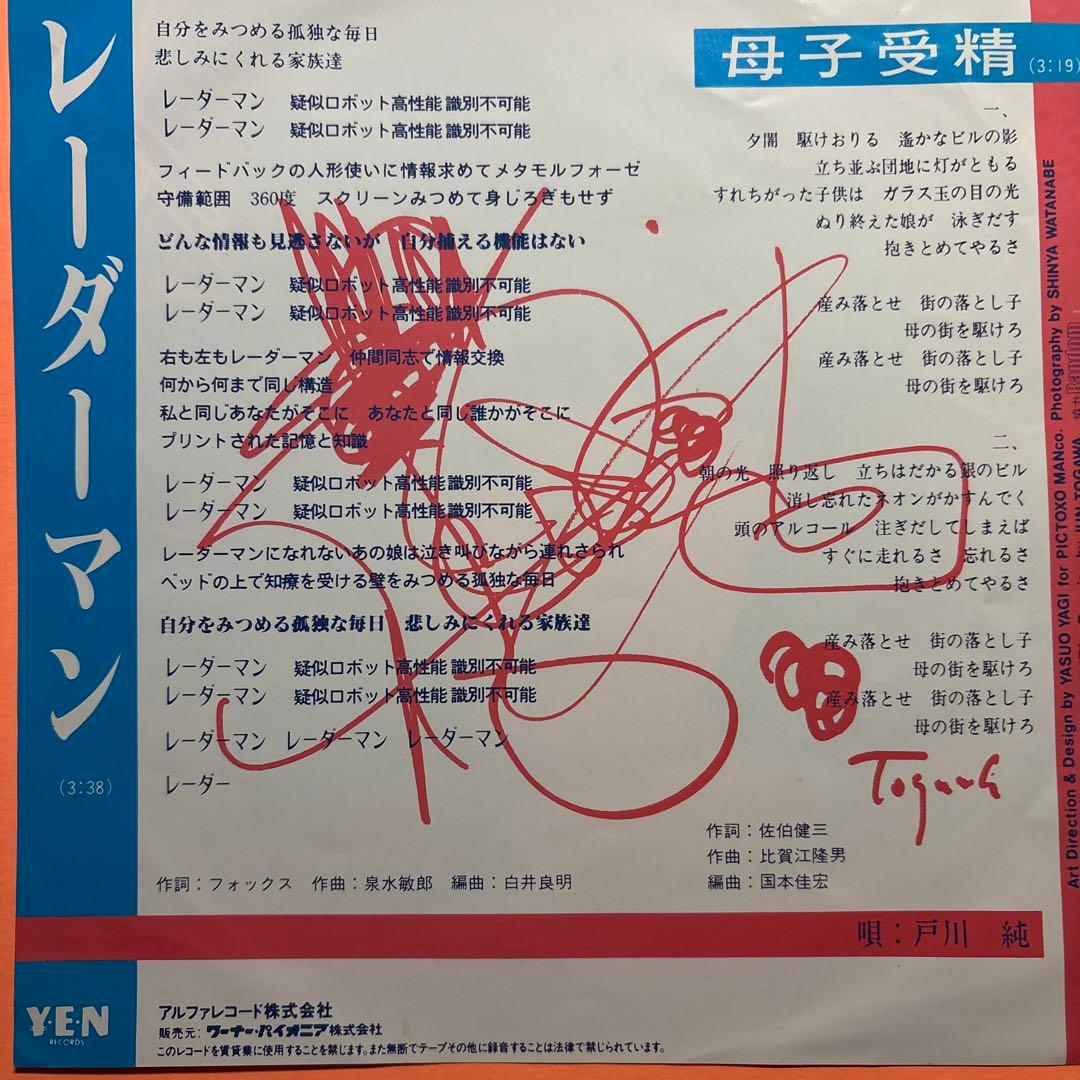 レーダーマン
(3:38)
自分をみつめる孤独な毎日
悲しみにくれる家族達
レーダーマン　疑似ロボット高性能 識別不可能
レーダーマン　疑似ロボット高性能 識別不可能
フィードバックの人形使いに情報求めてメタモルフォーゼ
守備範囲　360度　スクリーンみつめて身じろぎもせず
どんな情報も見逃さないが　自分捕える機能はない
レーダーマン　疑似ロボット高性能 識別不可能
レーダーマン　疑似ロボット高性能 識別不可能
右も左もレーダーマン　仲間同志で情報交換
何から何まで同じ構造
私と同じあなたがそこに　あなたと同じ誰かがそこに
プリントされた記憶と知識
レーダーマン　疑似ロボット高性能 識別不可能
レーダーマン　疑似ロボット高性能 識別不可能
レーダーマンになれないあの娘は泣き叫びながら連れさられ
ベッドの上で知療を受ける壁をみつめる孤独な毎日
自分をみつめる孤独な毎日　悲しみにくれる家族達
レーダーマン　疑似ロボット高性能 識別不可能
レーダーマン　疑似ロボット高性能 識別不可能
レーダーマン　レーダーマン　レーダーマン
レーダー
作詞：フォックス　作曲：泉水敏郎　編曲：白井良明
母子受精 (3:19)
一、
夕闇　駆けおりる　遙かなビルの影
立ち並ぶ団地に灯がともる
すれちがった子供は　ガラス玉の目の光
ぬり終えた娘が　泳ぎだす
抱きとめてやるさ
産み落とせ　街の落とし子
母の街を駆けろ
産み落とせ　街の落とし子
母の街を駆けろ
二、
朝の光　照り返し　立ちはだかる銀のビル
消し忘れたネオンがかすんでく
頭のアルコール　注ぎだしてしまえば
すぐに走れるさ　忘れるさ
抱きとめてやるさ
産み落とせ　街の落とし子
母の街を駆けろ
産み落とせ　街の落とし子
母の街を駆けろ
Togawa
作詞：佐伯健三
作曲：比賀江隆男
編曲：国本佳宏
唄：戸川　純
Art Direction & Design by YASUO YAGI for PICTOXO MANco. Photography by SHINYA WATANABE
by JUN TOGAWA
協力 Random
¥·E·N
RECORDS
アルファレコード株式会社
販売元：ワーナー・パイオニア株式会社
このレコードを賃貸業に使用することを禁じます。また無断でテープその他に録音することは法律で禁じられています。